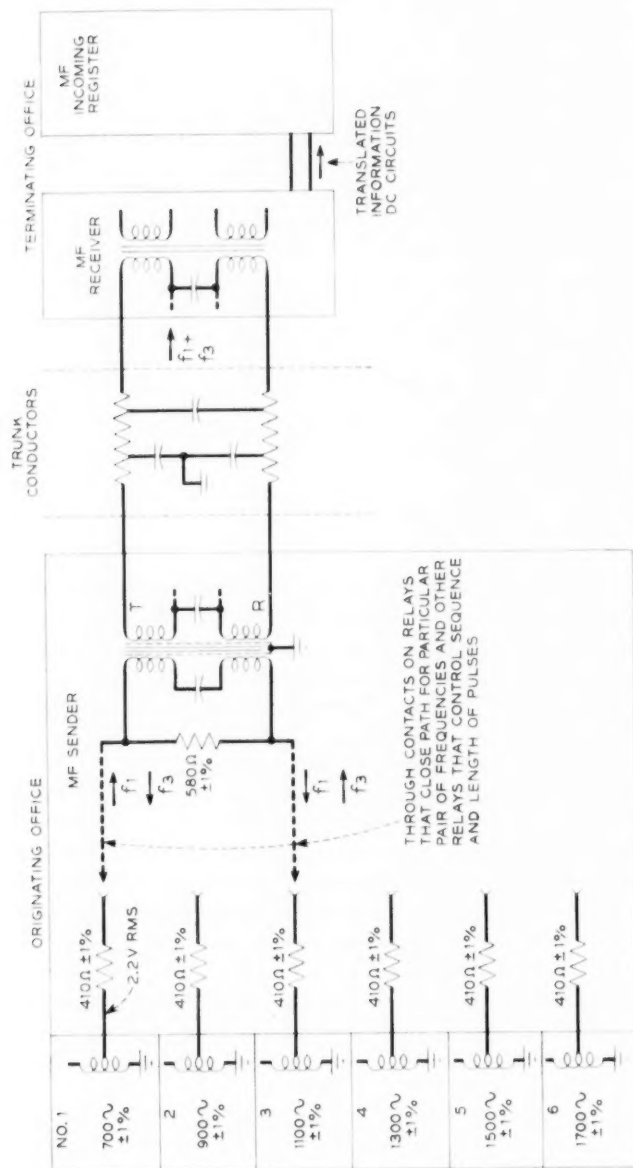 ORIGINATING OFFICE
TRUNK
CONDUCTORS
TERMINATING OFFICE
NO. 1
700∿
±1%
2
900∿
±1%
3
1100∿
±1%
4
1300∿
±1%
5
1500∿
±1%
6
1700∿
±1%
410Ω ±1%
2.2V RMS
410Ω ±1%
410Ω ±1%
410Ω ±1%
410Ω ±1%
410Ω ±1%
MF SENDER
f1
f3
580Ω
±1%
f1
f3
T
R
THROUGH CONTACTS ON RELAYS
THAT CLOSE PATH FOR PARTICULAR
PAIR OF FREQUENCIES AND OTHER
RELAYS THAT CONTROL SEQUENCE
AND LENGTH OF PULSES
f1+
f3
MF
RECEIVER
MF
INCOMING
REGISTER
TRANSLATED
INFORMATION
DC CIRCUITS